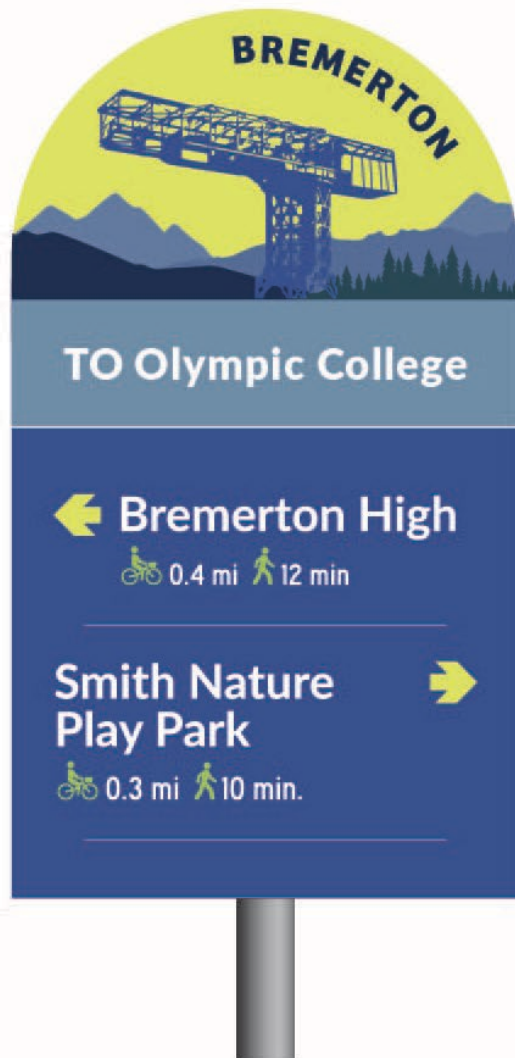 BREMERTON
TO Olympic College
Bremerton High
0.4 mi 12 min
Smith Nature
Play Park
0.3 mi 10 min.